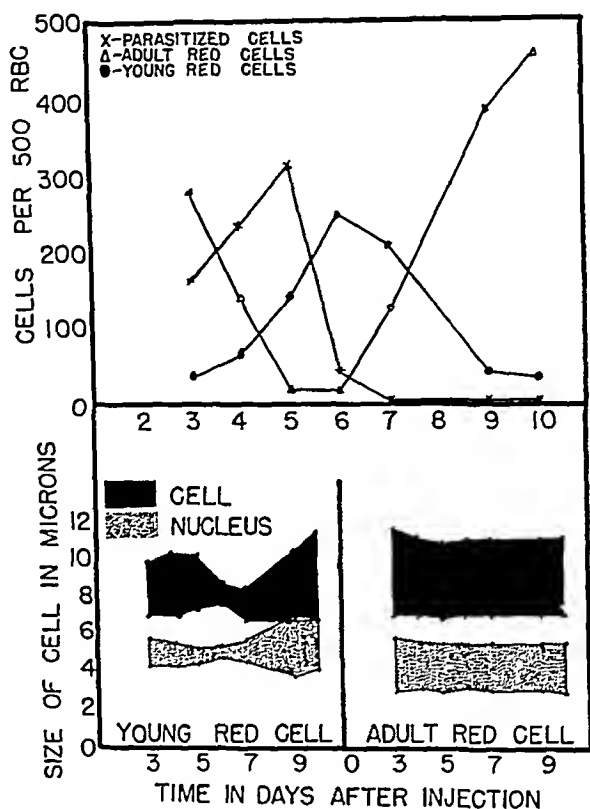 500
400
300
200
100
0
CELLS PER 500 RBC
X-PARASITIZED CELLS
Δ-ADULT RED CELLS
●-YOUNG RED CELLS
2 3 4 5 6 7 8 9 10
SIZE OF CELL IN MICRONS
12
10
8
6
4
2
0
CELL
NUCLEUS
YOUNG RED CELL
ADULT RED CELL
3 5 7 9 0 3 5 7 9
TIME IN DAYS AFTER INJECTION